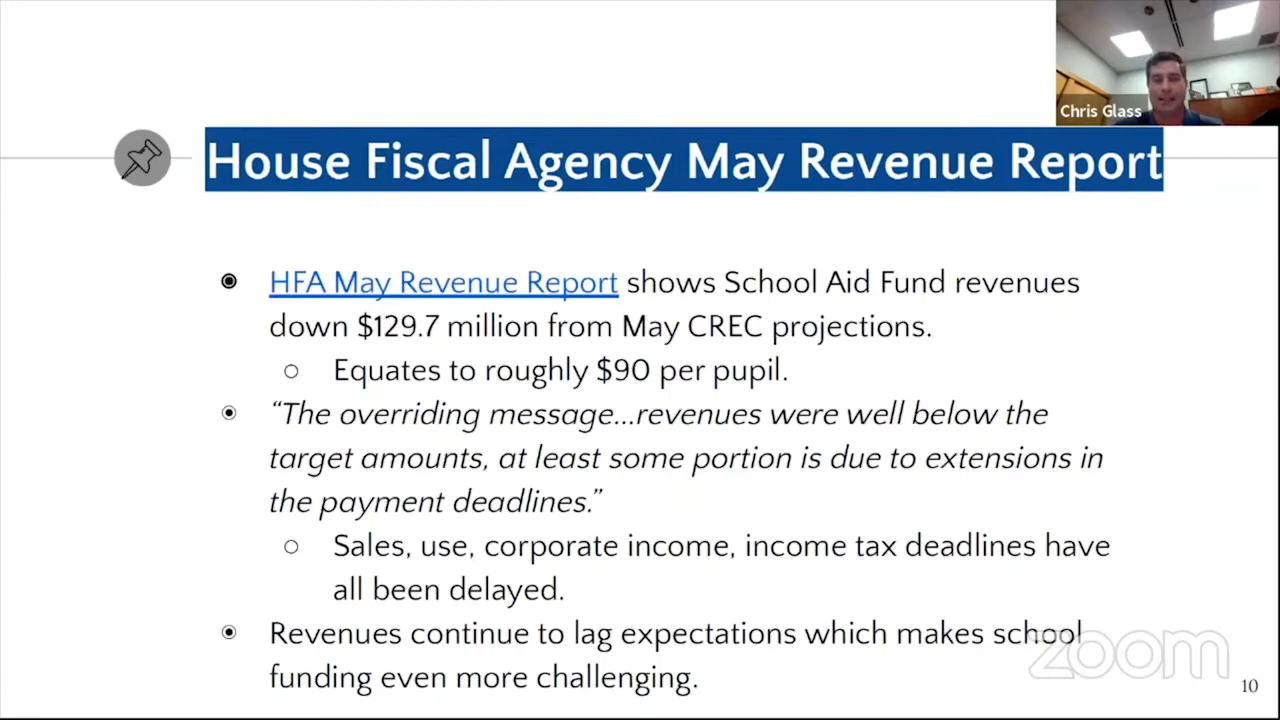 Chris Glass
House Fiscal Agency May Revenue Report
HFA May Revenue Report shows School Aid Fund revenues
down $129.7 million from May CREC projections.
Equates to roughly $90 per pupil.
“The overriding message...revenues were well below the
target amounts, at least some portion is due to extensions in
the payment deadlines.”
Sales, use, corporate income, income tax deadlines have
all been delayed.
Revenues continue to lag expectations which makes school
funding even more challenging.
zoom
10